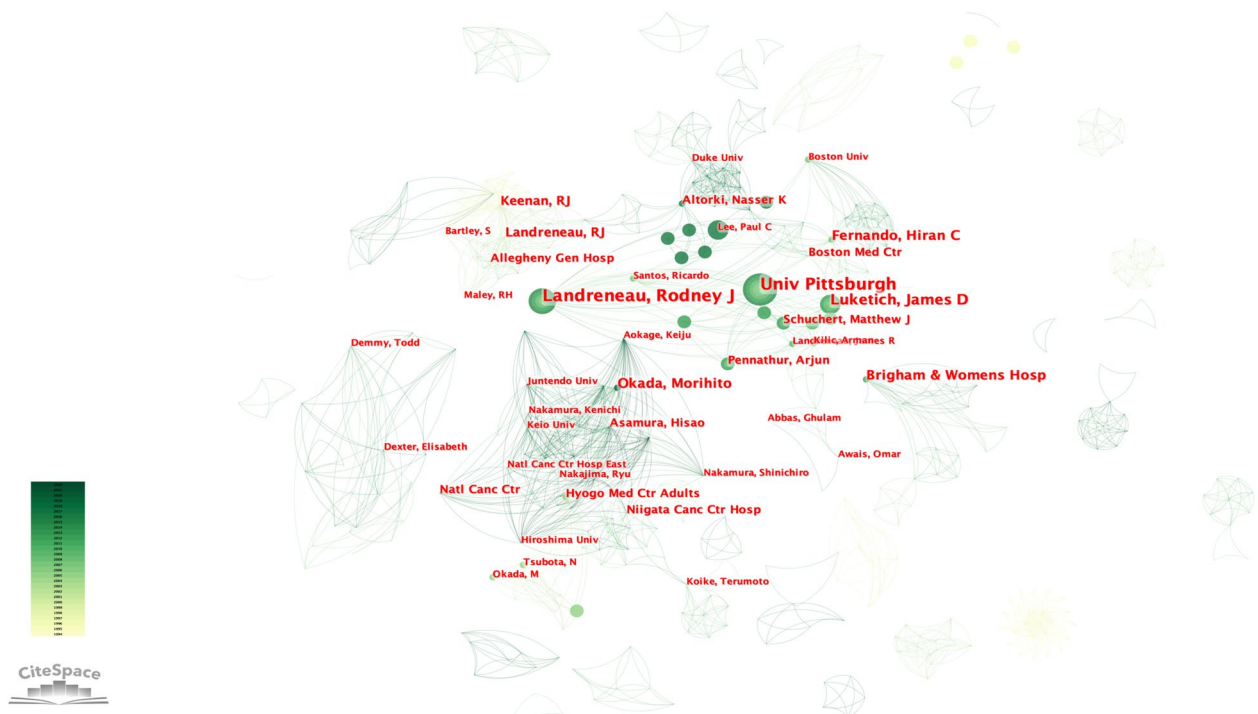 Duke Univ
Boston Univ
Keenan, RJ
Altorki, Nasser K
Bartley, S
Landreneau, RJ
Lee, Paul C
Fernando, Hiran C
Allegheny Gen Hosp
Boston Med Ctr
Santos, Ricardo
Univ Pittsburgh
Maley, RH
Landreneau, Rodney J
Luketich, James D
Schuchert, Matthew J
Aokage, Keiju
Kilic, Arman
Demmy, Todd
Pennathur, Arjun
Juntendo Univ
Okada, Morihito
Brigham & Womens Hosp
Nakamura, Kenichi
Keio Univ
Asamura, Hisao
Abbas, Ghulam
Dexter, Elisabeth
Awais, Omar
Natl Canc Ctr Hosp East
Nakajima, Ryu
Nakamura, Shinichiro
Natl Canc Ctr
Hyogo Med Ctr Adults
Niigata Canc Ctr Hosp
Hiroshima Univ
Tsubota, N
Okada, M
Koike, Terumoto
CiteSpace